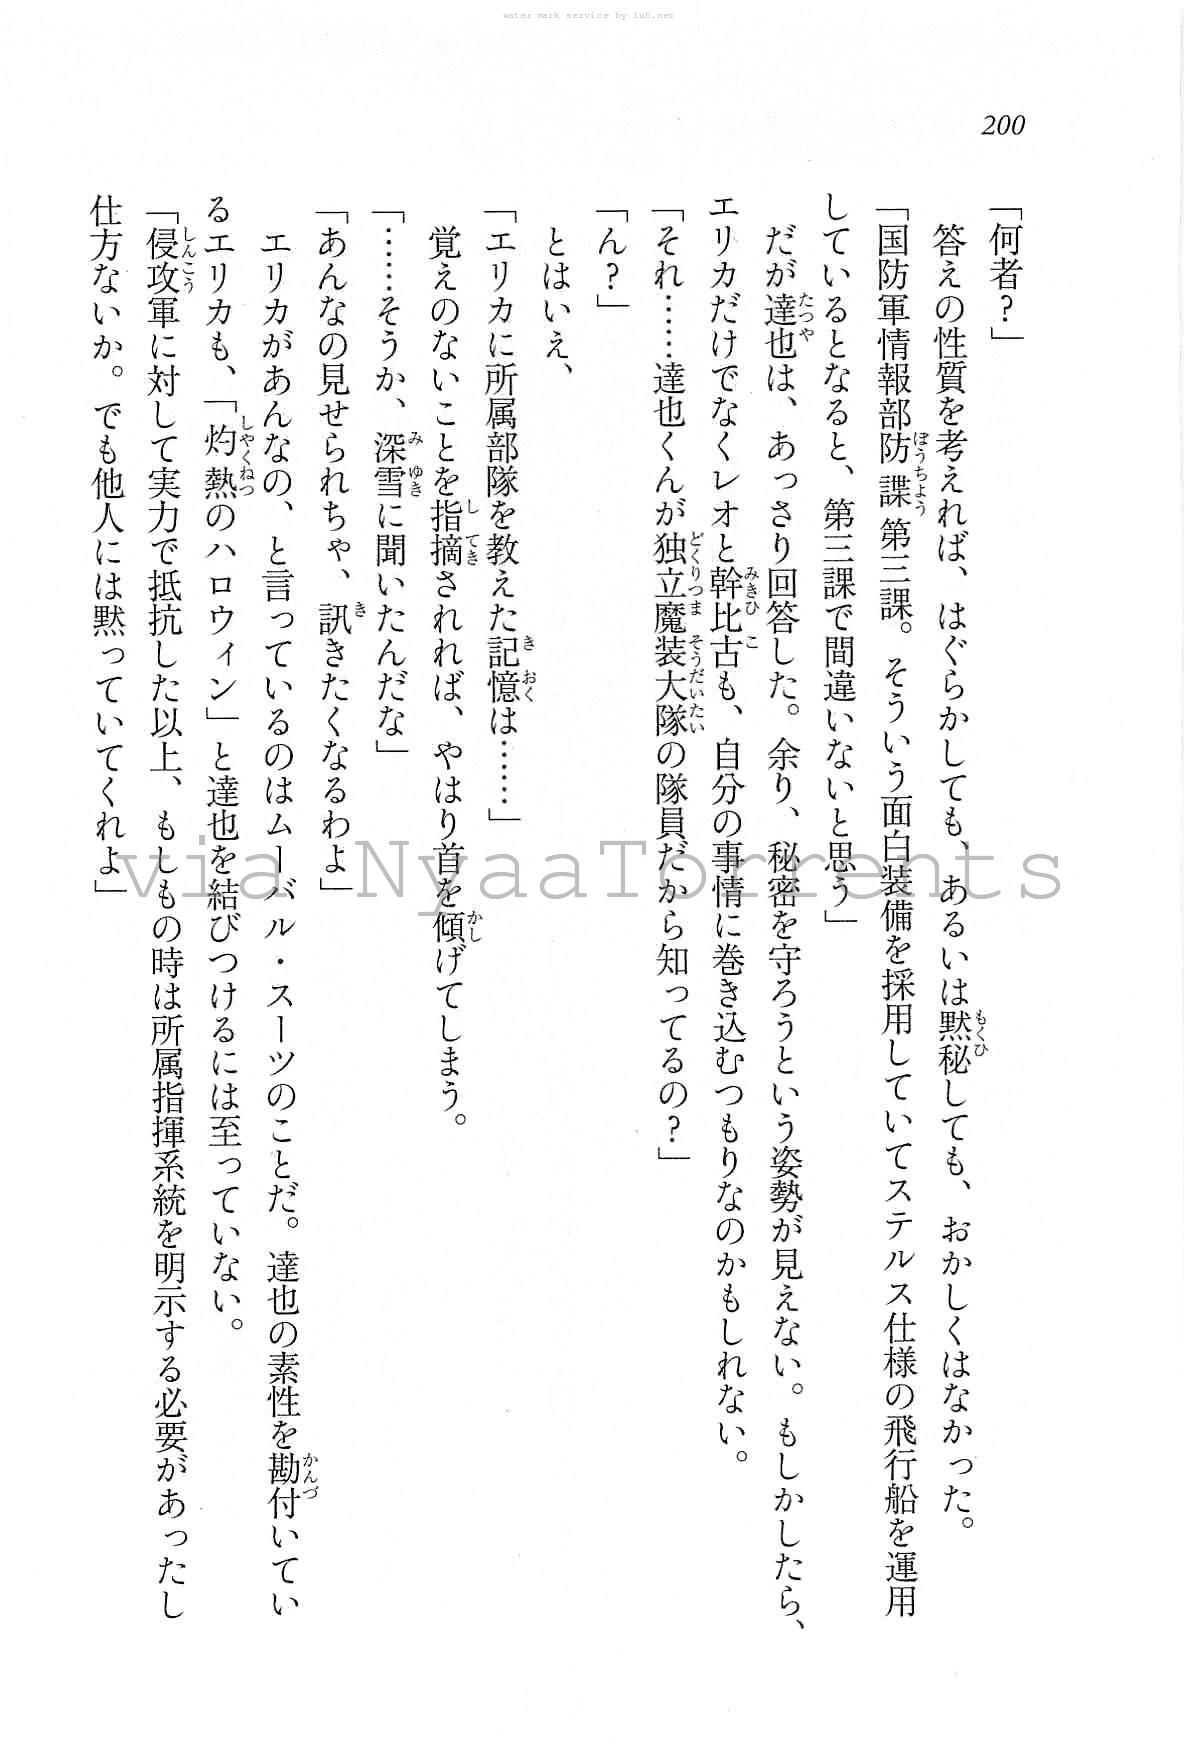 water mark service by lu0.net
200
「何者？」
　答えの性質を考えれば、はぐらかしても、あるいは黙秘しても、おかしくはなかった。
「国防軍情報部防諜第三課。そういう面白装備を採用していてステルス仕様の飛行船を運用
しているとなると、第三課で間違いないと思う」
　だが達也は、あっさり回答した。余り、秘密を守ろうという姿勢が見えない。もしかしたら、
エリカだけでなくレオと幹比古も、自分の事情に巻き込むつもりなのかもしれない。
「それ……達也くんが独立魔装大隊の隊員だから知ってるの？」
「ん？」
　とはいえ、
「エリカに所属部隊を教えた記憶は……」
　覚えのないことを指摘されれば、やはり首を傾げてしまう。
「……そうか、深雪に聞いたんだな」
「あんなの見せられちゃ、訊きたくなるわよ」
　エリカがあんなの、と言っているのはムーバル・スーツのことだ。達也の素性を勘付いてい
るエリカも、「灼熱のハロウィン」と達也を結びつけるには至っていない。
「侵攻軍に対して実力で抵抗した以上、もしもの時は所属指揮系統を明示する必要があったし
仕方ないか。でも他人には黙っていてくれよ」
via NyaaTorrents